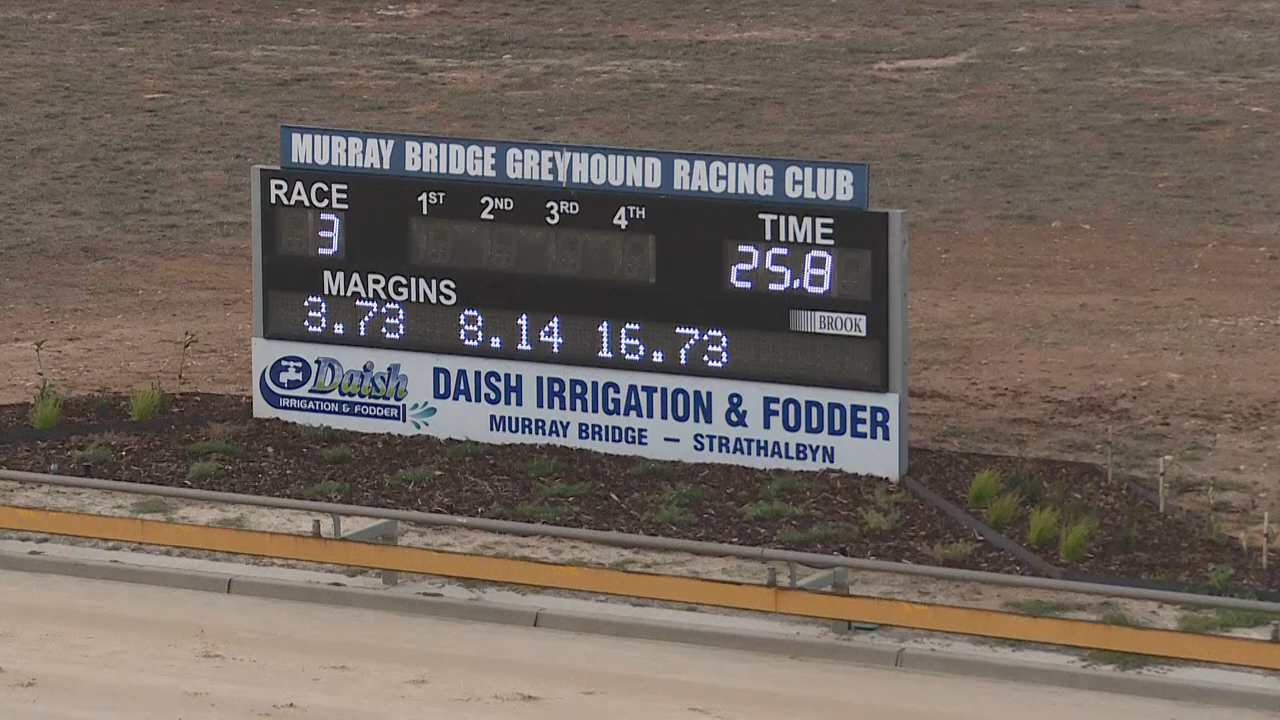 MURRAY BRIDGE GREYHOUND RACING CLUB
RACE 1ST 2ND 3RD 4TH TIME
3 25.8
MARGINS
3.73 8.14 16.73
BROOK
Daish
IRRIGATION & FODDER
DAISH IRRIGATION & FODDER
MURRAY BRIDGE – STRATHALBYN